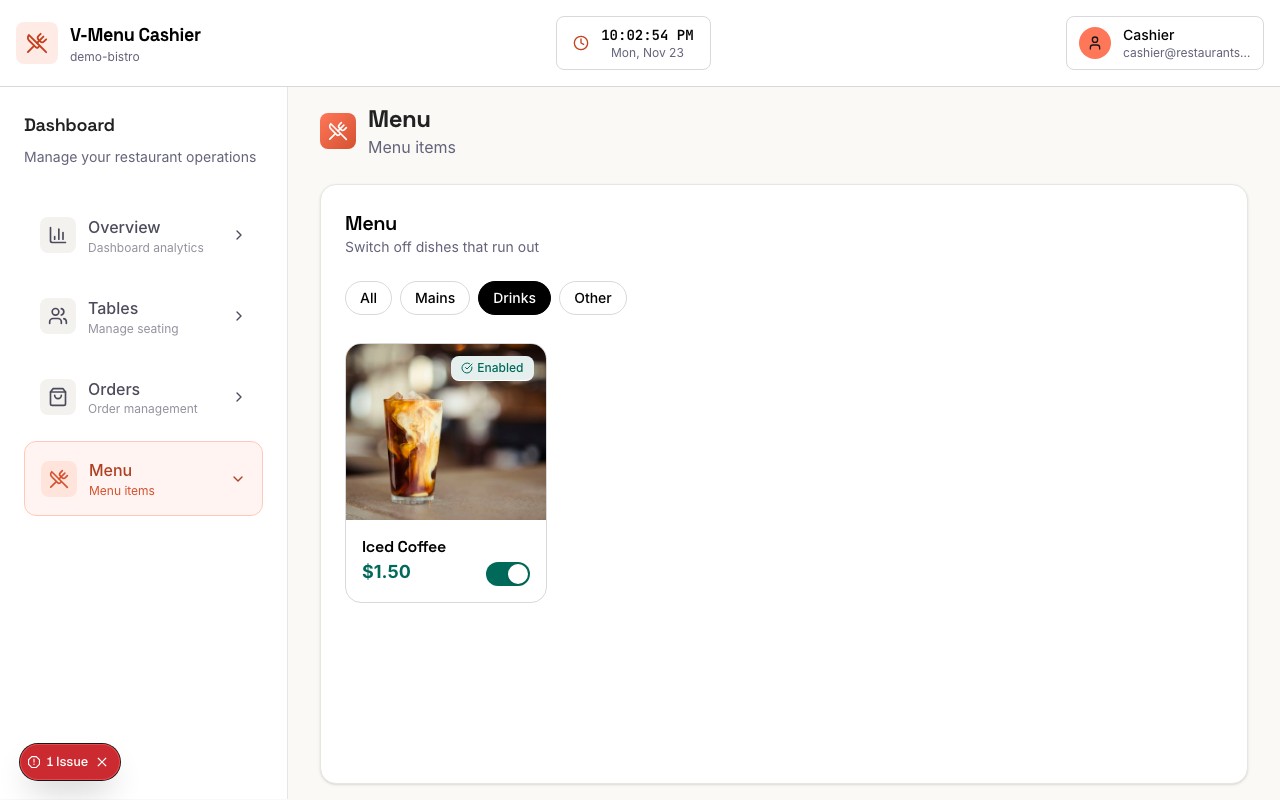 V-Menu Cashier
demo-bistro
10:02:54 PM
Mon, Nov 23
Cashier
cashier@restaurants...
Dashboard
Manage your restaurant operations
Overview
Dashboard analytics
Tables
Manage seating
Orders
Order management
Menu
Menu items
1 Issue
Menu
Menu items
Menu
Switch off dishes that run out
All
Mains
Drinks
Other
Enabled
Iced Coffee
$1.50